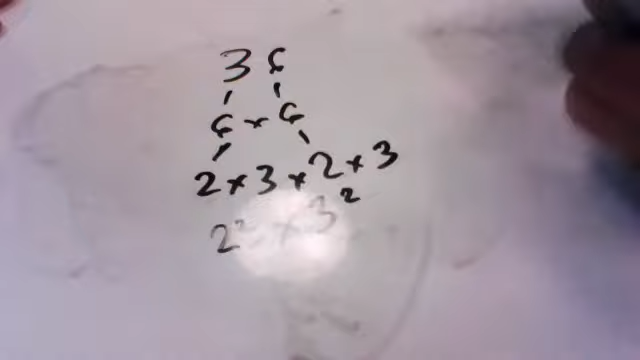 36
6 × 6
2 × 3 × 2 × 3
2² × 3²